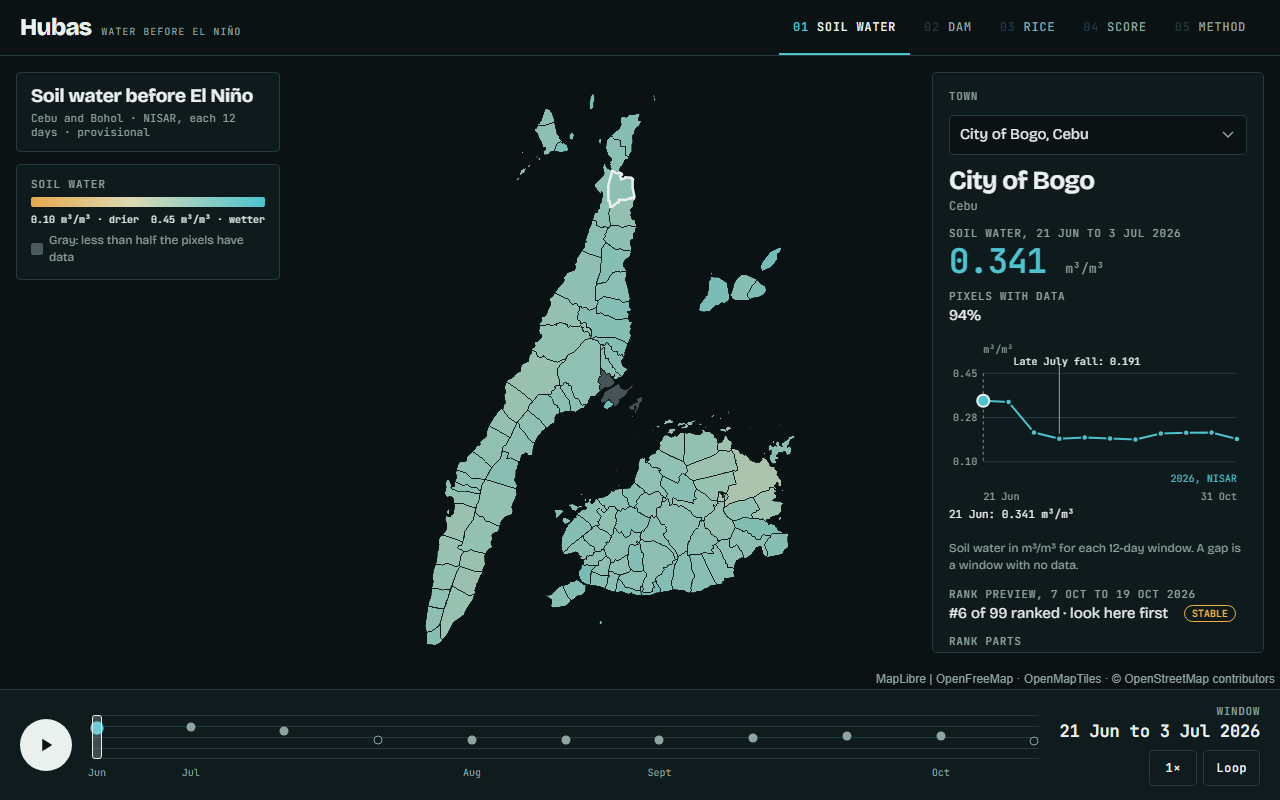 Hubas WATER BEFORE EL NIÑO
01 SOIL WATER 02 DAM 03 RICE 04 SCORE 05 METHOD
Soil water before El Niño
Cebu and Bohol · NISAR, each 12
days · provisional
SOIL WATER
0.10 m³/m³ · drier 0.45 m³/m³ · wetter
Gray: less than half the pixels have
data
TOWN
City of Bogo, Cebu
City of Bogo
Cebu
SOIL WATER, 21 JUN TO 3 JUL 2026
0.341 m³/m³
PIXELS WITH DATA
94%
m³/m³
Late July fall: 0.191
0.45
0.28
0.10
2026, NISAR
21 Jun 31 Oct
21 Jun: 0.341 m³/m³
Soil water in m³/m³ for each 12-day window. A gap is
a window with no data.
RANK PREVIEW, 7 OCT TO 19 OCT 2026
#6 of 99 ranked · look here first STABLE
RANK PARTS
MapLibre | OpenFreeMap · OpenMapTiles · © OpenStreetMap contributors
Jun Jul Aug Sept Oct
WINDOW
21 Jun to 3 Jul 2026
1× Loop